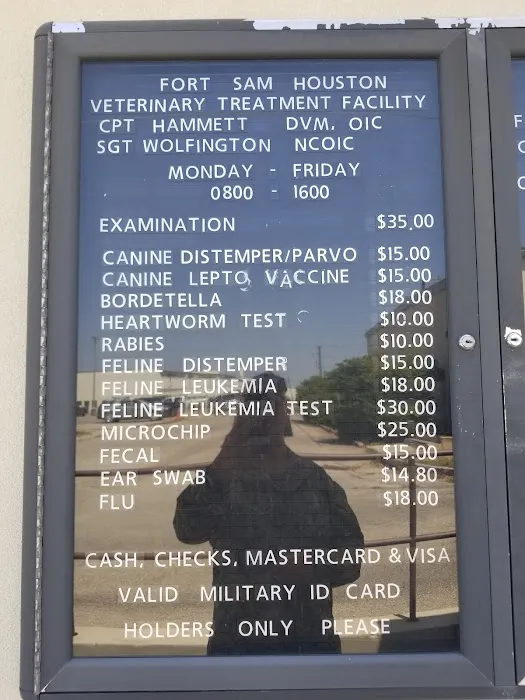 FORT SAM HOUSTON
VETERINARY TREATMENT FACILITY
CPT HAMMETT DVM, OIC
SGT WOLFINGTON NCOIC
MONDAY - FRIDAY
0800 - 1600
EXAMINATION $35.00
CANINE DISTEMPER/PARVO $15.00
CANINE LEPTO VACCINE $15.00
BORDETELLA $18.00
HEARTWORM TEST $10.00
RABIES $10.00
FELINE DISTEMPER $15.00
FELINE LEUKEMIA $18.00
FELINE LEUKEMIA TEST $30.00
MICROCHIP $25.00
FECAL $15.00
EAR SWAB $14.80
FLU $18.00
CASH, CHECKS, MASTERCARD & VISA
VALID MILITARY ID CARD
HOLDERS ONLY PLEASE